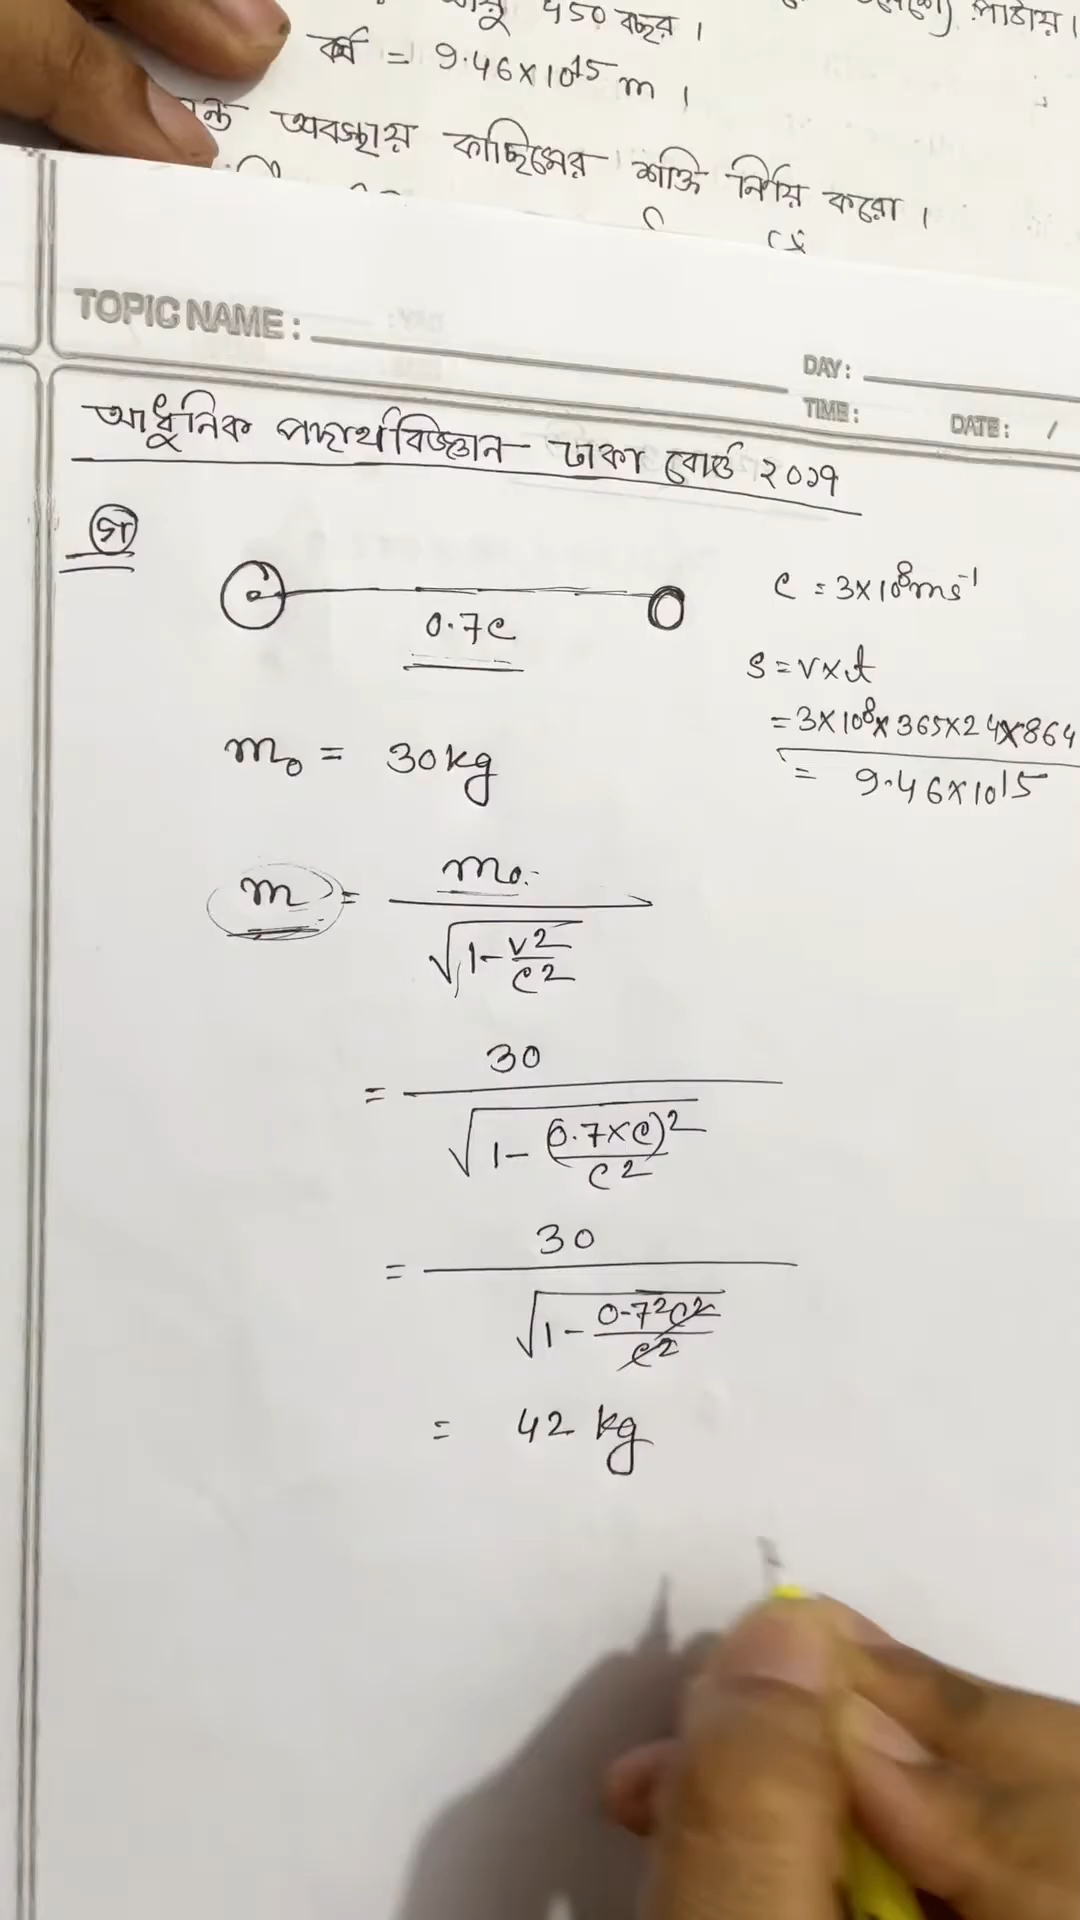 450 বছর।
পাঠায়।
বর্ষ = 9.46×10¹⁵ m ।
অবস্থায় কাছিমের শক্তি নির্ণয় করো ।
TOPIC NAME :
DAY :
TIME :
DATE : /
আধুনিক পদার্থবিজ্ঞান - ঢাকা বোর্ড ২০১৭
গ
0.7c
c = 3×10⁸ms⁻¹
s = v×t
= 3×10⁸×365×24×864
= 9.46×10¹⁵
m₀ = 30kg
m = m₀ / √(1 - v²/c²)
= 30 / √(1 - (0.7×c)²/c²)
= 30 / √(1 - 0.7²c²/c²)
= 42 kg